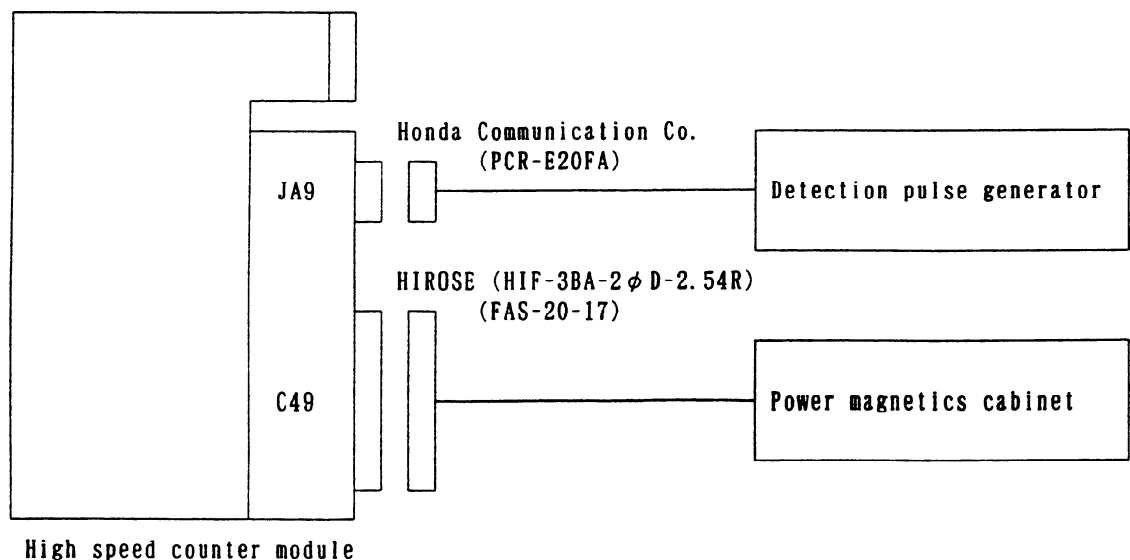 Honda Communication Co.
(PCR-E20FA)
JA9
Detection pulse generator
HIROSE (HIF-3BA-2φD-2.54R)
(FAS-20-17)
C49
Power magnetics cabinet
High speed counter module